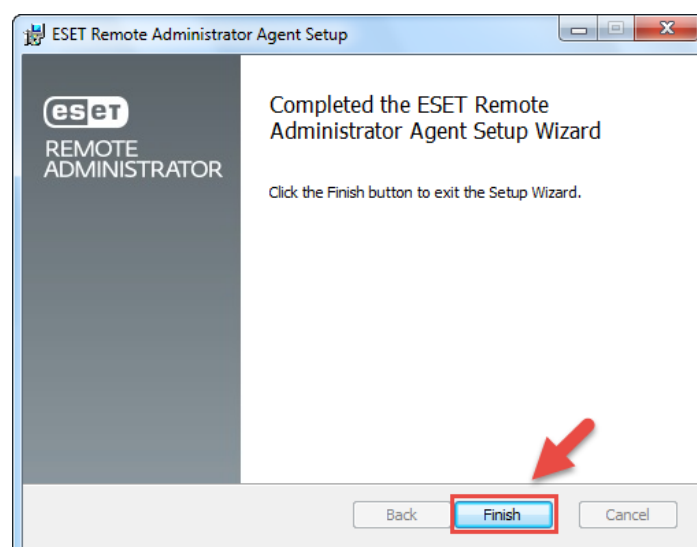 ESET Remote Administrator Agent Setup
eset
REMOTE
ADMINISTRATOR
Completed the ESET Remote
Administrator Agent Setup Wizard
Click the Finish button to exit the Setup Wizard.
Back
Finish
Cancel